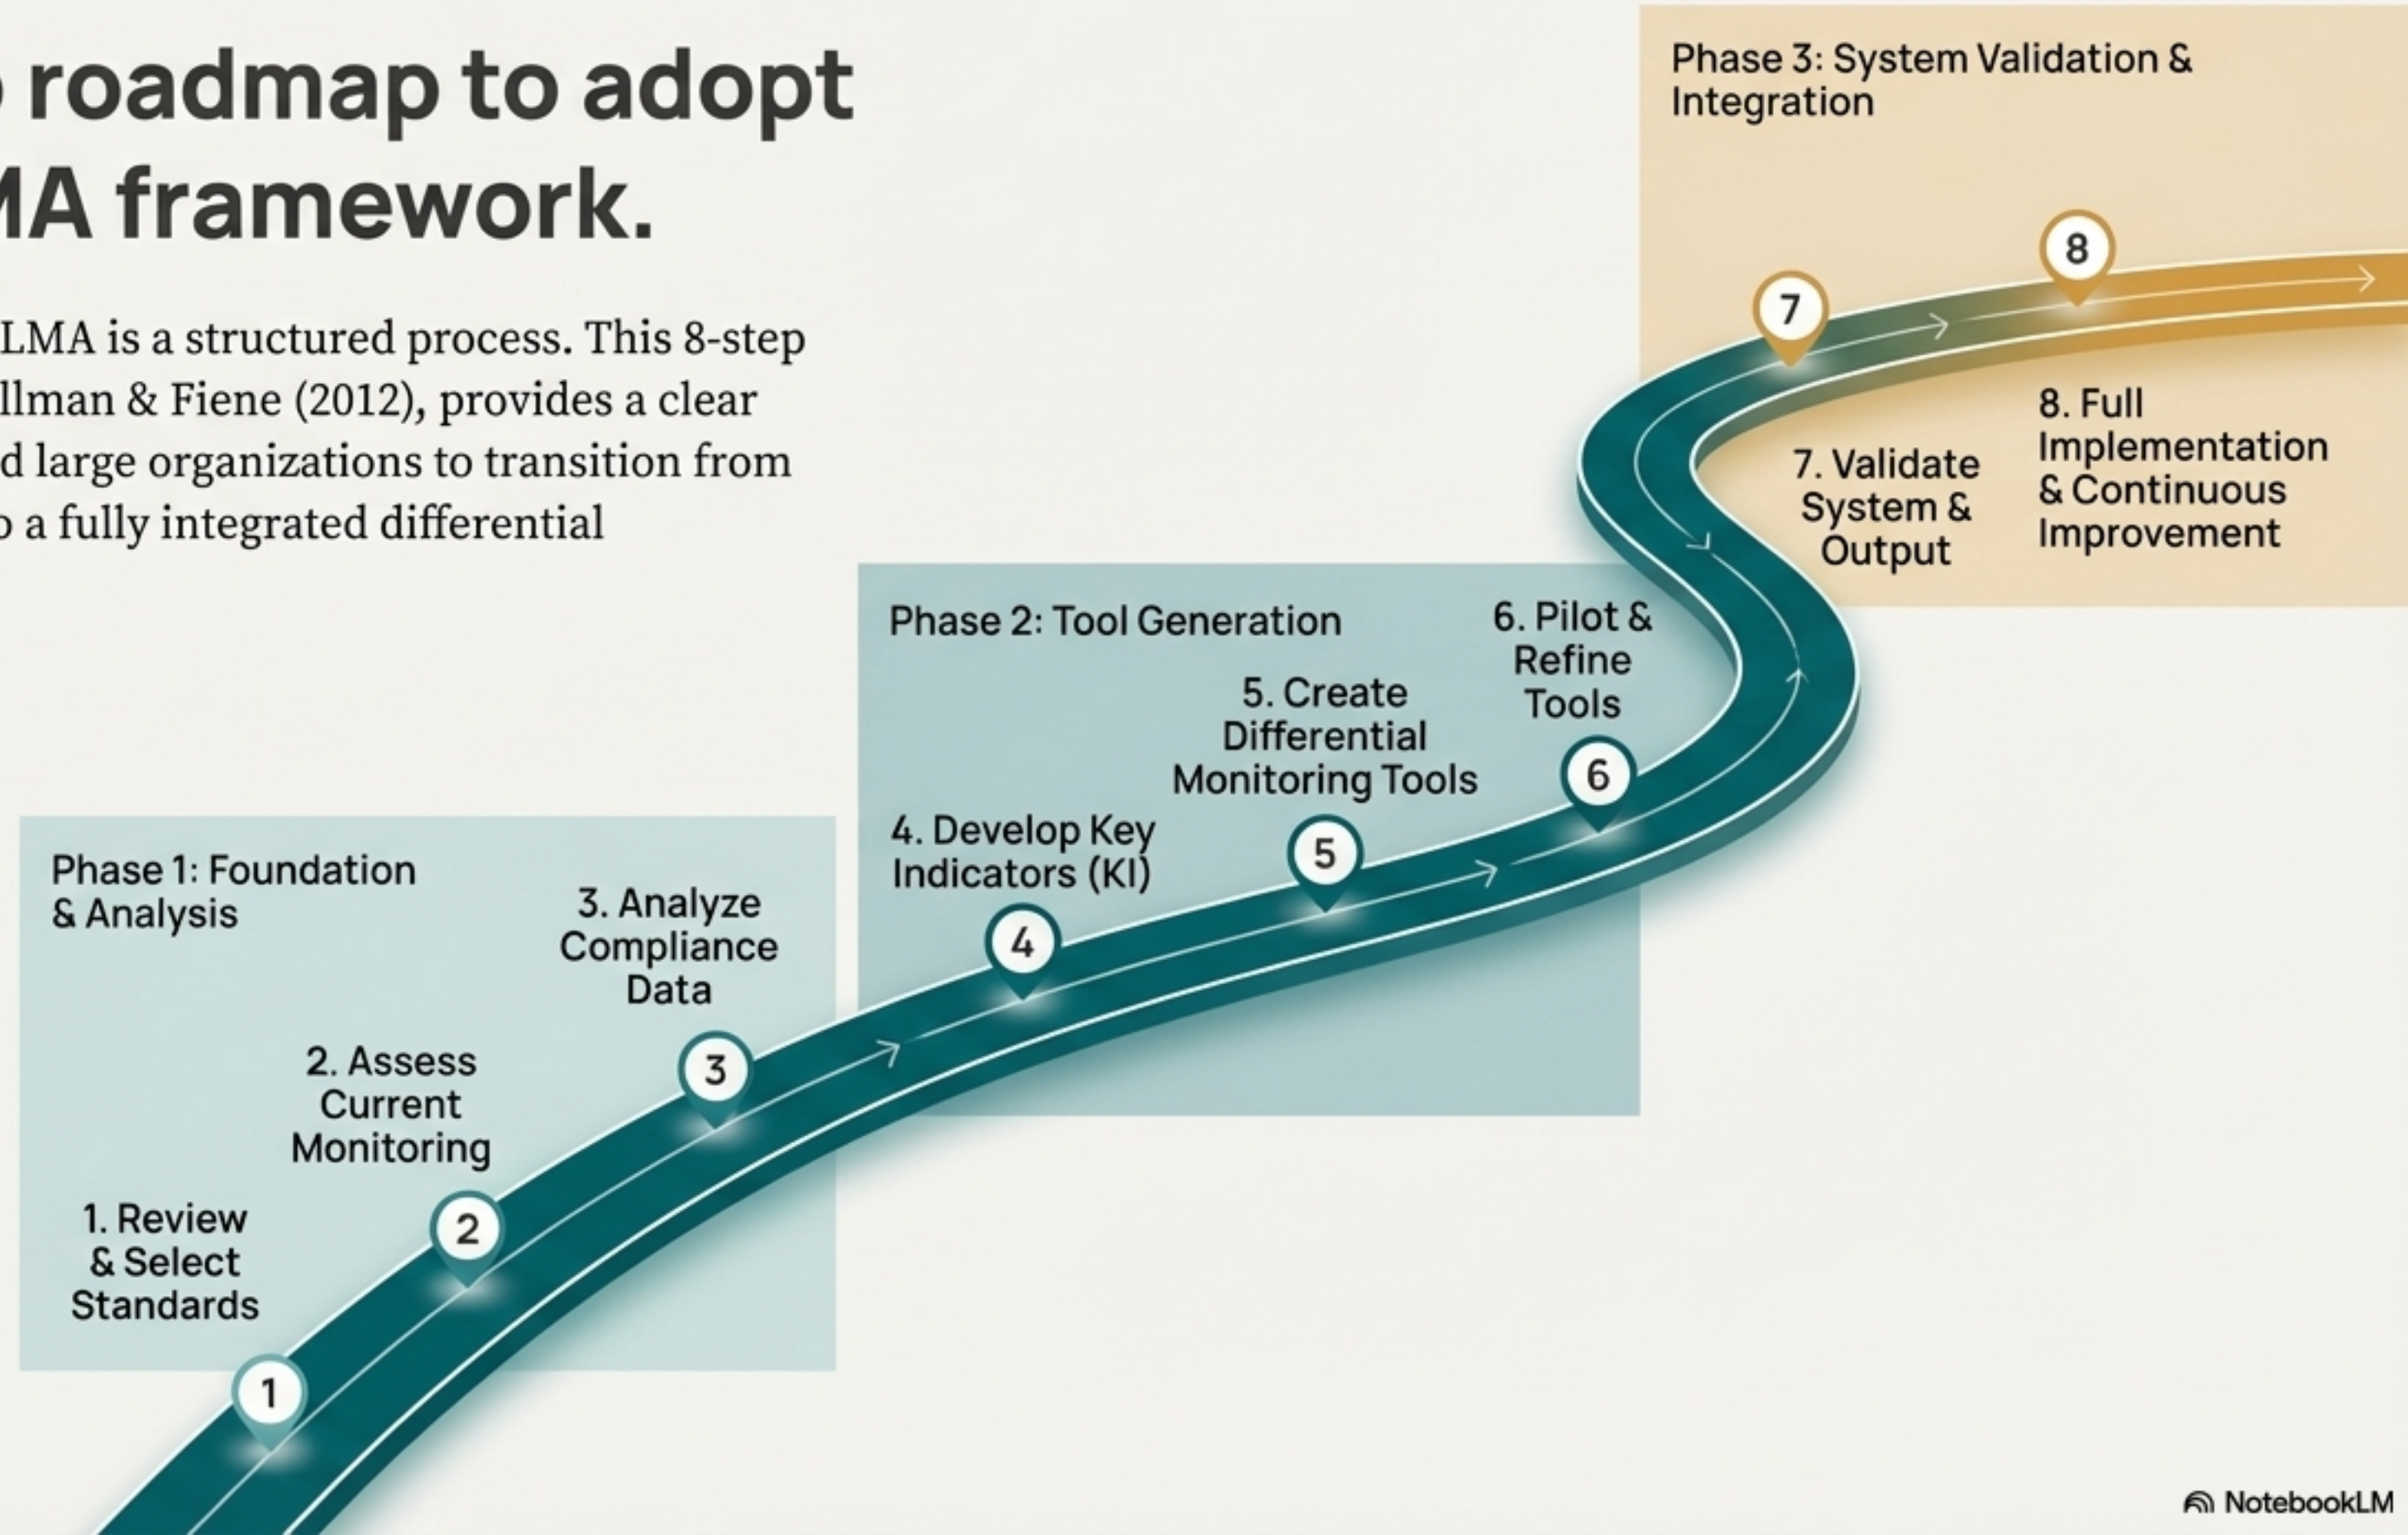 roadmap to adopt
MA framework.
LMA is a structured process. This 8-step
llman & Fiene (2012), provides a clear
d large organizations to transition from
o a fully integrated differential
Phase 1: Foundation
& Analysis
1. Review
& Select
Standards
1
2. Assess
Current
Monitoring
2
3. Analyze
Compliance
Data
3
Phase 2: Tool Generation
4. Develop Key
Indicators (KI)
4
5. Create
Differential
Monitoring Tools
5
6. Pilot &
Refine
Tools
6
Phase 3: System Validation &
Integration
7
7. Validate
System &
Output
8
8. Full
Implementation
& Continuous
Improvement
NotebookLM